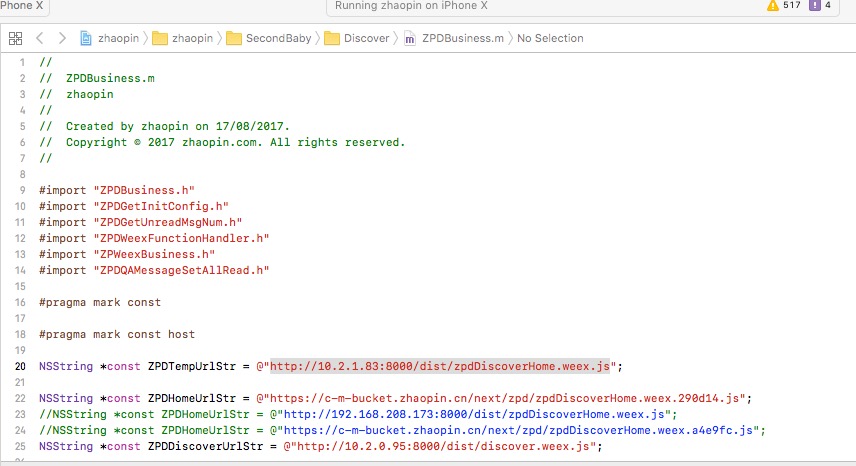 Phone X
Running zhaopin on iPhone X
517
4
zhaopin
zhaopin
SecondBaby
Discover
m ZPDBusiness.m
No Selection
1 //
2 //  ZPDBusiness.m
3 //  zhaopin
4 //
5 //  Created by zhaopin on 17/08/2017.
6 //  Copyright © 2017 zhaopin.com. All rights reserved.
7 //
8
9 #import "ZPDBusiness.h"
10 #import "ZPDGetInitConfig.h"
11 #import "ZPDGetUnreadMsgNum.h"
12 #import "ZPDWeexFunctionHandler.h"
13 #import "ZPWeexBusiness.h"
14 #import "ZPDQAMessageSetAllRead.h"
15
16 #pragma mark const
17
18 #pragma mark const host
19
20 NSString *const ZPDTempUrlStr = @"http://10.2.1.83:8000/dist/zpdDiscoverHome.weex.js";
21
22 NSString *const ZPDHomeUrlStr = @"https://c-m-bucket.zhaopin.cn/next/zpd/zpdDiscoverHome.weex.290d14.js";
23 //NSString *const ZPDHomeUrlStr = @"http://192.168.208.173:8000/dist/zpdDiscoverHome.weex.js";
24 //NSString *const ZPDHomeUrlStr = @"https://c-m-bucket.zhaopin.cn/next/zpd/zpdDiscoverHome.weex.a4e9fc.js";
25 NSString *const ZPDDiscoverUrlStr = @"http://10.2.0.95:8000/dist/discover.weex.js";